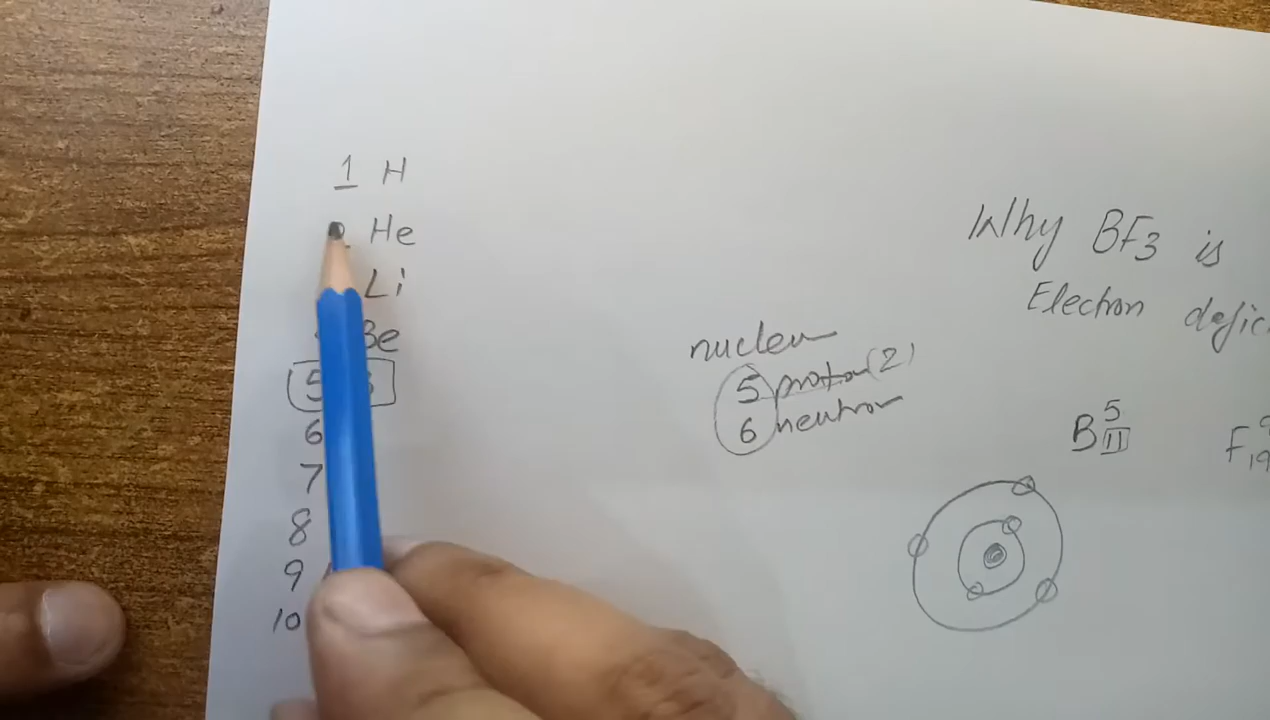 1 H
He
Li
Be
5
6
7
8
9
10
Why BF3 is
Electron defic
nuclen
5 proton (2)
6 neutron
B 5 11
F 9 19